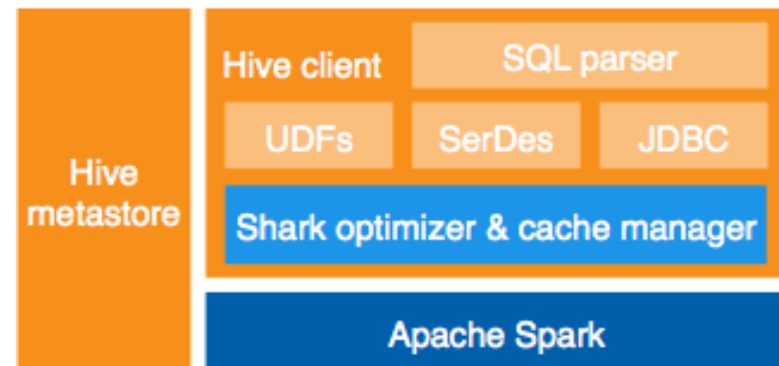 Hive
metastore
Hive client
SQL parser
UDFs
SerDes
JDBC
Shark optimizer & cache manager
Apache Spark